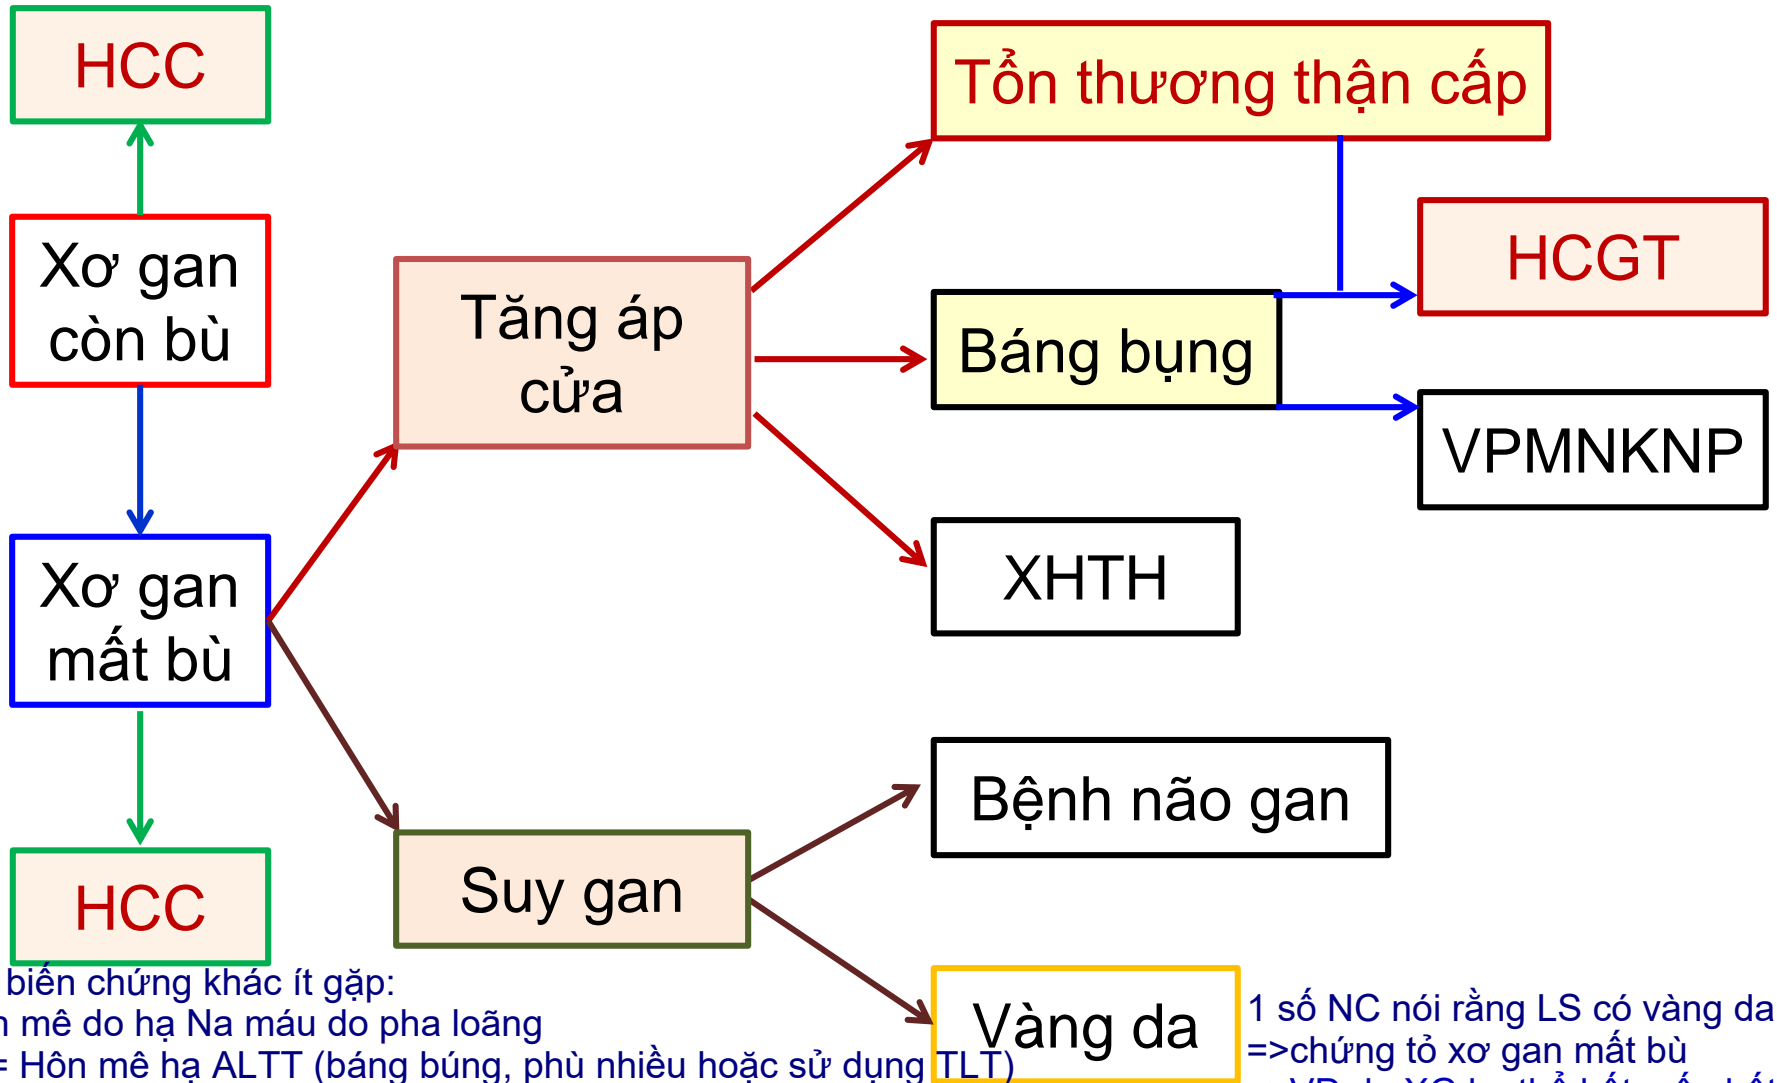 HCC
Tổn thương thận cấp
Xơ gan
còn bù
HCGT
Tăng áp
cửa
Báng bụng
VPMNKNP
XHTH
Xơ gan
mất bù
Bệnh não gan
Suy gan
HCC
Vàng da
biến chứng khác ít gặp:
mê do hạ Na máu do pha loãng
= Hôn mê hạ ALTT (báng búng, phù nhiều hoặc sử dụng TLT)
1 số NC nói rằng LS có vàng da
=>chứng tỏ xơ gan mất bù